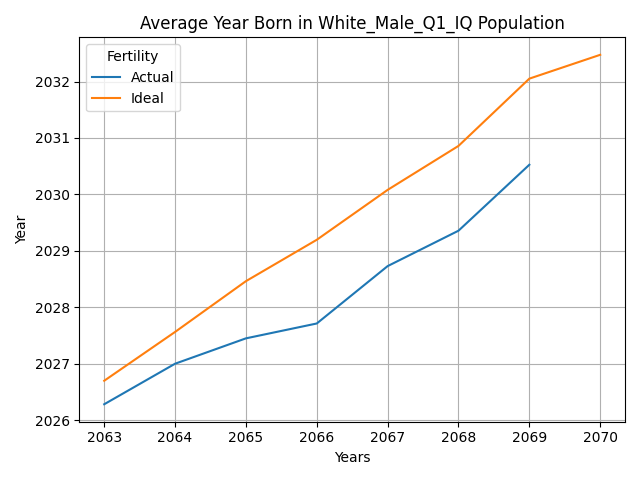 Average Year Born in White_Male_Q1_IQ Population
Fertility
Actual
Ideal
Year
2032
2031
2030
2029
2028
2027
2026
2063 2064 2065 2066 2067 2068 2069 2070
Years